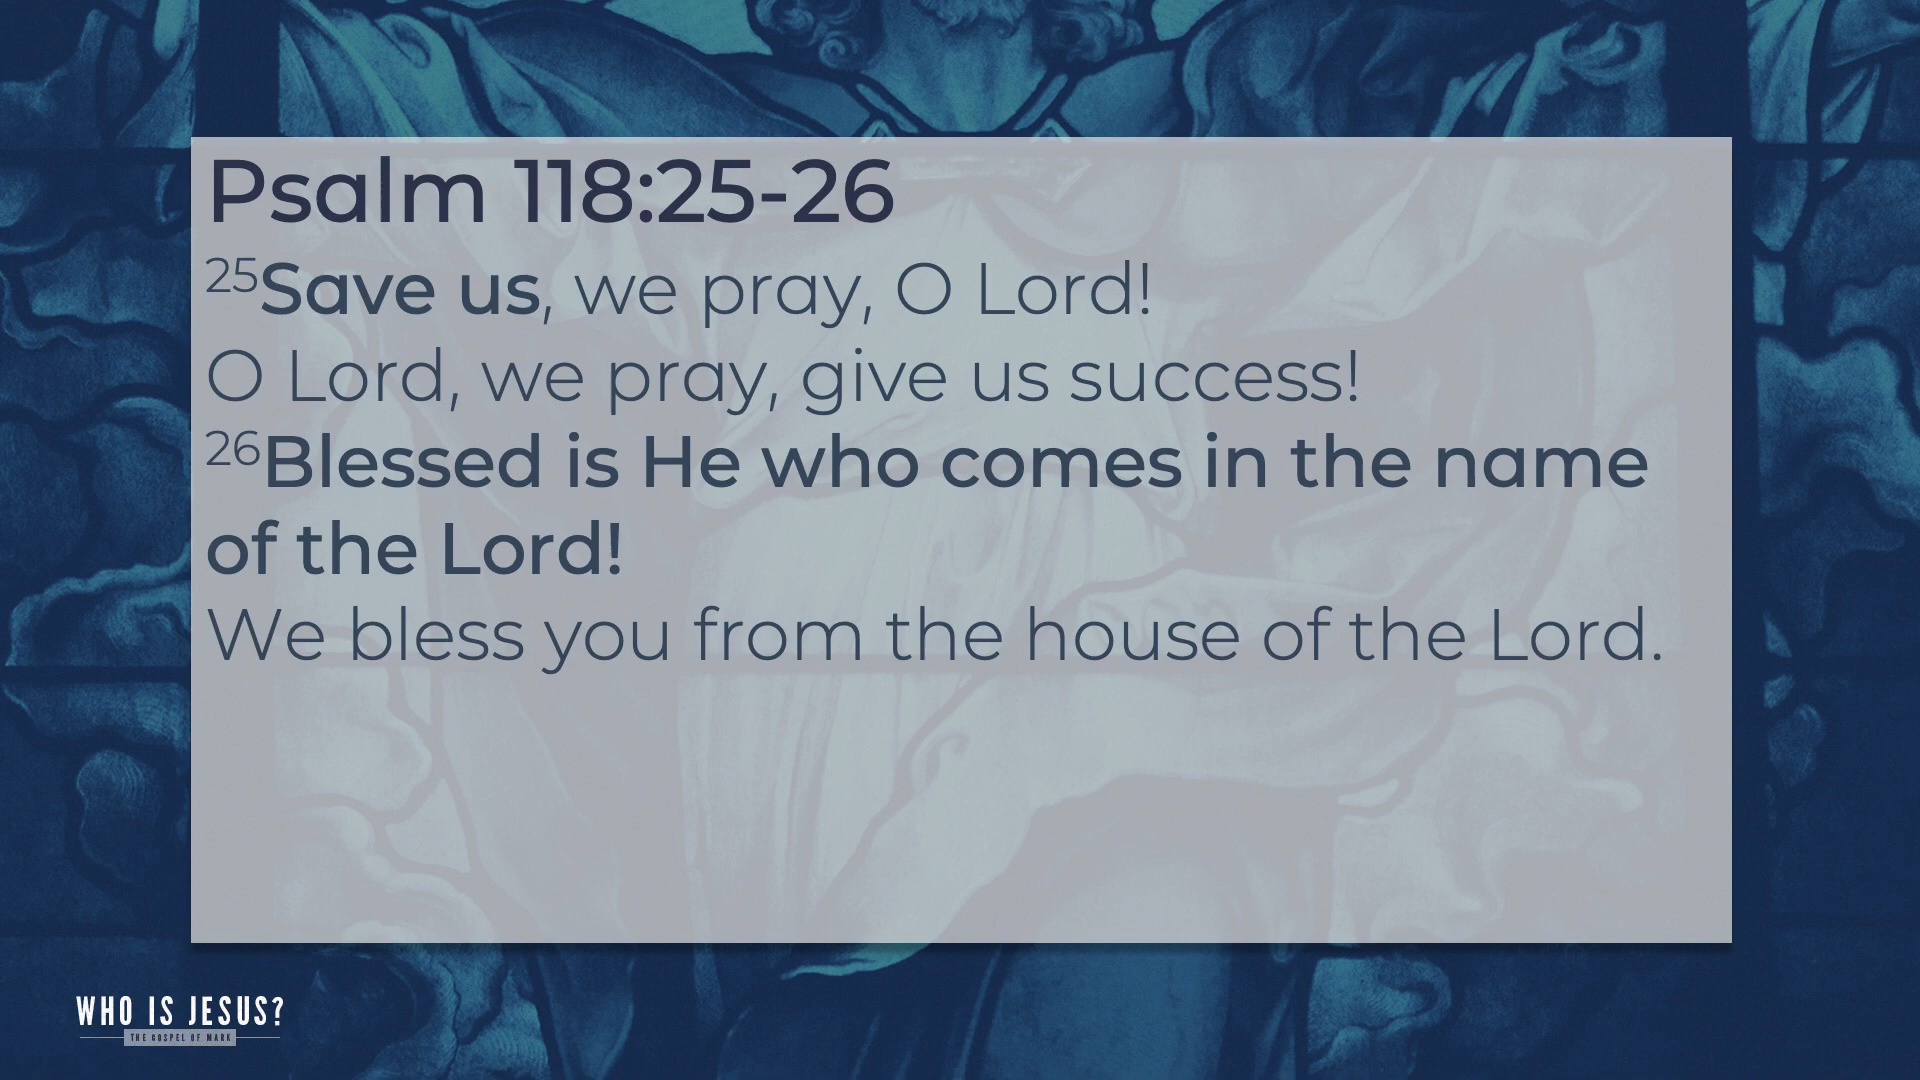 Psalm 118:25-26
25Save us, we pray, O Lord!
O Lord, we pray, give us success!
26Blessed is He who comes in the name
of the Lord!
We bless you from the house of the Lord.
WHO IS JESUS?
THE GOSPEL OF MARK